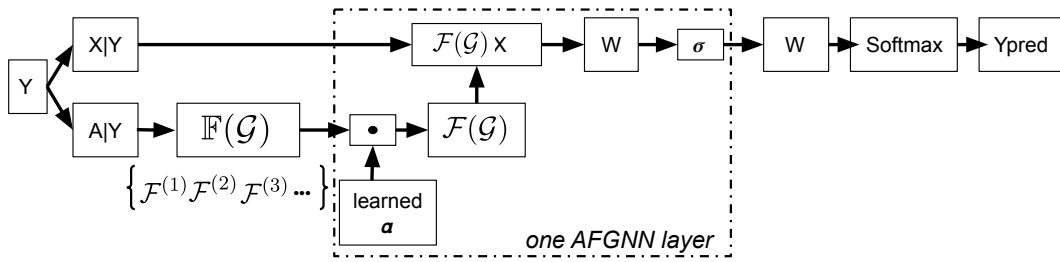 Y
X|Y
A|Y
𝔽(𝒢)
{ ℱ⁽¹⁾ ℱ⁽²⁾ ℱ⁽³⁾ ··· }
•
learned
α
ℱ(𝒢)
ℱ(𝒢) X
W
σ
one AFGNN layer
W
Softmax
Ypred